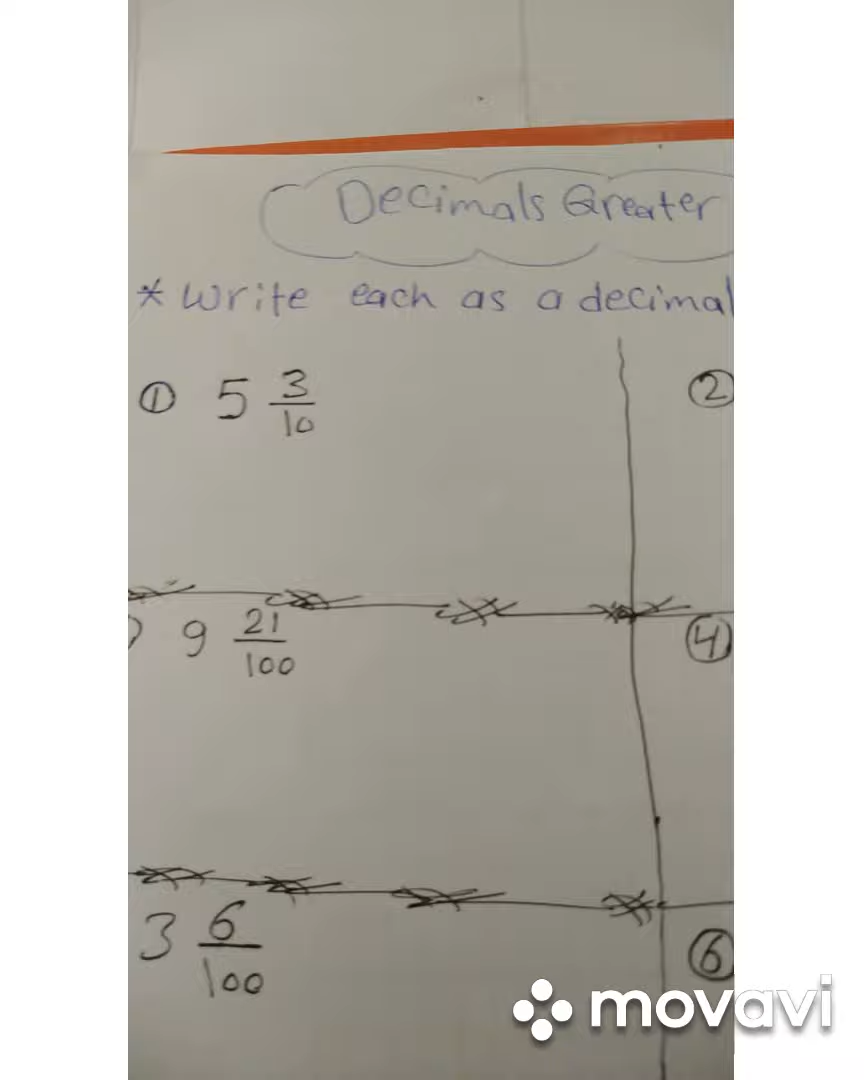 Decimals Greater
* Write each as a decimal
① 5 3/10
②
9 21/100
④
3 6/100
⑥
movavi